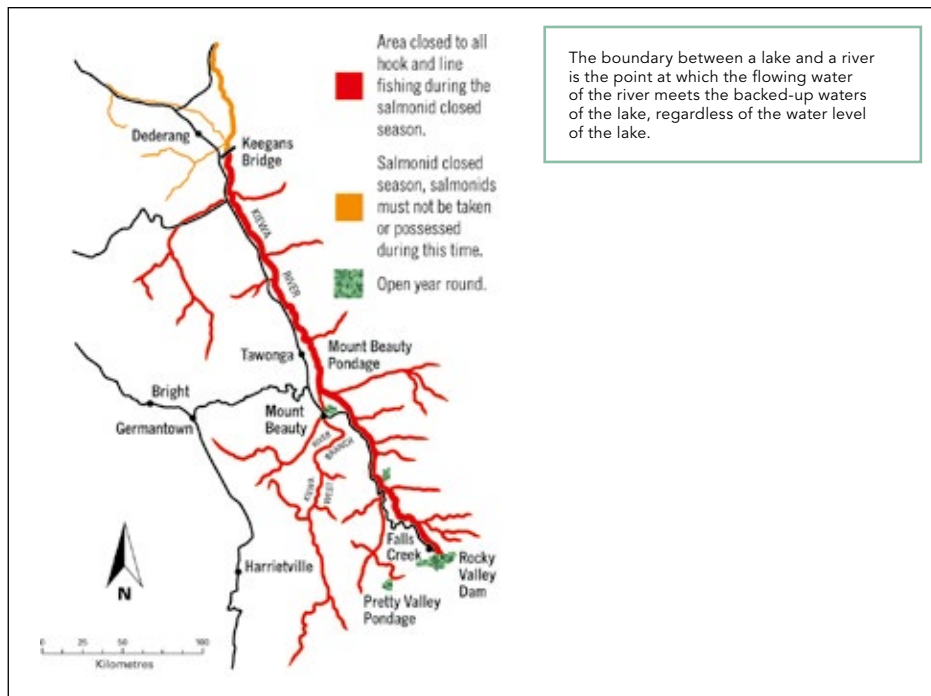 Area closed to all
hook and line
fishing during the
salmonid closed
season.
Salmonid closed
season, salmonids
must not be taken
or possessed
during this time.
Open year round.
The boundary between a lake and a river
is the point at which the flowing water
of the river meets the backed-up waters
of the lake, regardless of the water level
of the lake.
Dederang
Keegans
Bridge
KIEWA
RIVER
Tawonga
Mount Beauty
Pondage
Bright
Germantown
Mount
Beauty
RIVER
BRANCH
KIEWA
WEST
Falls
Creek
Rocky
Valley
Dam
Harrietville
Pretty Valley
Pondage
N
0 25 50 100
Kilometres